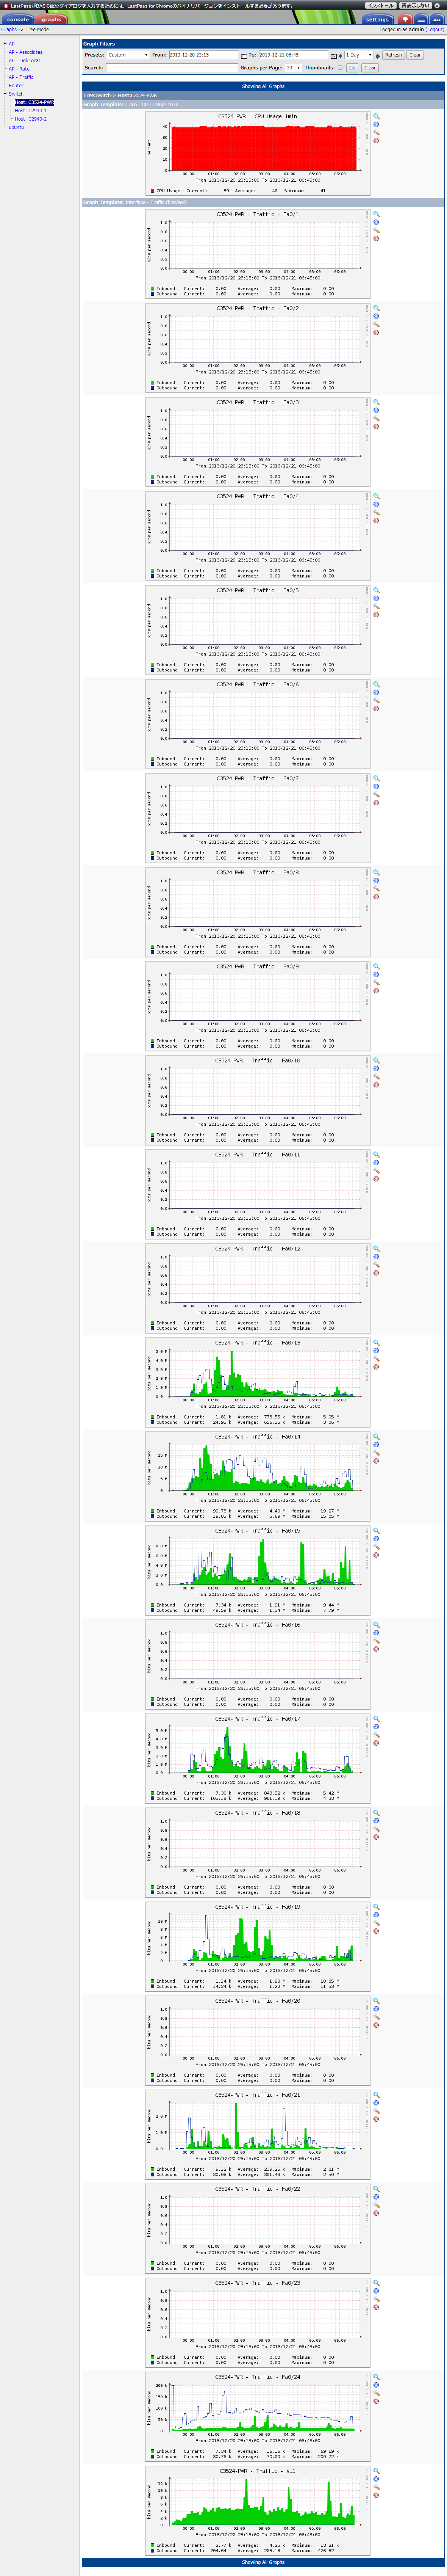 LastPassがBASIC認証ダイアログを入力するためには、LastPass for Chromeのバイナリバージョンをインストールする必要があります。 インストール 再表示しない
console graphs settings
Graphs -> Tree Mode Logged in as admin (Logout)
AP
AP - Associates
AP - LinkLocal
AP - Rate
AP - Traffic
Router
Switch
Host: C3524-PWR
Host: C2940-1
Host: C2940-2
ubuntu
Graph Filters
Presets: Custom From: 2013-12-20 23:15 To: 2013-12-21 06:45 1 Day Refresh Clear
Search: Graphs per Page: 30 Thumbnails: Go Clear
Showing All Graphs
Tree:Switch-> Host:C3524-PWR
Graph Template: Cisco - CPU Usage 1min
C3524-PWR - CPU Usage 1min
From 2013/12/20 23:15:00 To 2013/12/21 06:45:00
CPU Usage Current: 39 Average: 40 Maximum: 41
Graph Template: Interface - Traffic (bits/sec)
C3524-PWR - Traffic - Fa0/1
From 2013/12/20 23:15:00 To 2013/12/21 06:45:00
Inbound Current: 0.00 Average: 0.00 Maximum: 0.00
Outbound Current: 0.00 Average: 0.00 Maximum: 0.00
C3524-PWR - Traffic - Fa0/2
From 2013/12/20 23:15:00 To 2013/12/21 06:45:00
Inbound Current: 0.00 Average: 0.00 Maximum: 0.00
Outbound Current: 0.00 Average: 0.00 Maximum: 0.00
C3524-PWR - Traffic - Fa0/3
From 2013/12/20 23:15:00 To 2013/12/21 06:45:00
Inbound Current: 0.00 Average: 0.00 Maximum: 0.00
Outbound Current: 0.00 Average: 0.00 Maximum: 0.00
C3524-PWR - Traffic - Fa0/4
From 2013/12/20 23:15:00 To 2013/12/21 06:45:00
Inbound Current: 0.00 Average: 0.00 Maximum: 0.00
Outbound Current: 0.00 Average: 0.00 Maximum: 0.00
C3524-PWR - Traffic - Fa0/5
From 2013/12/20 23:15:00 To 2013/12/21 06:45:00
Inbound Current: 0.00 Average: 0.00 Maximum: 0.00
Outbound Current: 0.00 Average: 0.00 Maximum: 0.00
C3524-PWR - Traffic - Fa0/6
From 2013/12/20 23:15:00 To 2013/12/21 06:45:00
Inbound Current: 0.00 Average: 0.00 Maximum: 0.00
Outbound Current: 0.00 Average: 0.00 Maximum: 0.00
C3524-PWR - Traffic - Fa0/7
From 2013/12/20 23:15:00 To 2013/12/21 06:45:00
Inbound Current: 0.00 Average: 0.00 Maximum: 0.00
Outbound Current: 0.00 Average: 0.00 Maximum: 0.00
C3524-PWR - Traffic - Fa0/8
From 2013/12/20 23:15:00 To 2013/12/21 06:45:00
Inbound Current: 0.00 Average: 0.00 Maximum: 0.00
Outbound Current: 0.00 Average: 0.00 Maximum: 0.00
C3524-PWR - Traffic - Fa0/9
From 2013/12/20 23:15:00 To 2013/12/21 06:45:00
Inbound Current: 0.00 Average: 0.00 Maximum: 0.00
Outbound Current: 0.00 Average: 0.00 Maximum: 0.00
C3524-PWR - Traffic - Fa0/10
From 2013/12/20 23:15:00 To 2013/12/21 06:45:00
Inbound Current: 0.00 Average: 0.00 Maximum: 0.00
Outbound Current: 0.00 Average: 0.00 Maximum: 0.00
C3524-PWR - Traffic - Fa0/11
From 2013/12/20 23:15:00 To 2013/12/21 06:45:00
Inbound Current: 0.00 Average: 0.00 Maximum: 0.00
Outbound Current: 0.00 Average: 0.00 Maximum: 0.00
C3524-PWR - Traffic - Fa0/12
From 2013/12/20 23:15:00 To 2013/12/21 06:45:00
Inbound Current: 0.00 Average: 0.00 Maximum: 0.00
Outbound Current: 0.00 Average: 0.00 Maximum: 0.00
C3524-PWR - Traffic - Fa0/13
From 2013/12/20 23:15:00 To 2013/12/21 06:45:00
Inbound Current: 1.81 k Average: 778.55 k Maximum: 5.05 M
Outbound Current: 24.95 k Average: 656.55 k Maximum: 3.06 M
C3524-PWR - Traffic - Fa0/14
From 2013/12/20 23:15:00 To 2013/12/21 06:45:00
Inbound Current: 99.78 k Average: 4.40 M Maximum: 19.27 M
Outbound Current: 19.85 k Average: 5.69 M Maximum: 15.05 M
C3524-PWR - Traffic - Fa0/15
From 2013/12/20 23:15:00 To 2013/12/21 06:45:00
Inbound Current: 7.94 k Average: 1.81 M Maximum: 9.44 M
Outbound Current: 49.59 k Average: 1.34 M Maximum: 7.79 M
C3524-PWR - Traffic - Fa0/16
From 2013/12/20 23:15:00 To 2013/12/21 06:45:00
Inbound Current: 0.00 Average: 0.00 Maximum: 0.00
Outbound Current: 0.00 Average: 0.00 Maximum: 0.00
C3524-PWR - Traffic - Fa0/17
From 2013/12/20 23:15:00 To 2013/12/21 06:45:00
Inbound Current: 7.30 k Average: 843.52 k Maximum: 5.42 M
Outbound Current: 105.18 k Average: 981.19 k Maximum: 4.39 M
C3524-PWR - Traffic - Fa0/18
From 2013/12/20 23:15:00 To 2013/12/21 06:45:00
Inbound Current: 0.00 Average: 0.00 Maximum: 0.00
Outbound Current: 0.00 Average: 0.00 Maximum: 0.00
C3524-PWR - Traffic - Fa0/19
From 2013/12/20 23:15:00 To 2013/12/21 06:45:00
Inbound Current: 1.14 k Average: 1.93 M Maximum: 10.85 M
Outbound Current: 14.24 k Average: 1.22 M Maximum: 11.53 M
C3524-PWR - Traffic - Fa0/20
From 2013/12/20 23:15:00 To 2013/12/21 06:45:00
Inbound Current: 0.00 Average: 0.00 Maximum: 0.00
Outbound Current: 0.00 Average: 0.00 Maximum: 0.00
C3524-PWR - Traffic - Fa0/21
From 2013/12/20 23:15:00 To 2013/12/21 06:45:00
Inbound Current: 9.12 k Average: 239.25 k Maximum: 2.81 M
Outbound Current: 30.08 k Average: 301.43 k Maximum: 2.50 M
C3524-PWR - Traffic - Fa0/22
From 2013/12/20 23:15:00 To 2013/12/21 06:45:00
Inbound Current: 0.00 Average: 0.00 Maximum: 0.00
Outbound Current: 0.00 Average: 0.00 Maximum: 0.00
C3524-PWR - Traffic - Fa0/23
From 2013/12/20 23:15:00 To 2013/12/21 06:45:00
Inbound Current: 0.00 Average: 0.00 Maximum: 0.00
Outbound Current: 0.00 Average: 0.00 Maximum: 0.00
C3524-PWR - Traffic - Fa0/24
From 2013/12/20 23:15:00 To 2013/12/21 06:45:00
Inbound Current: 7.94 k Average: 16.16 k Maximum: 69.19 k
Outbound Current: 30.78 k Average: 70.00 k Maximum: 200.72 k
C3524-PWR - Traffic - VL1
From 2013/12/20 23:15:00 To 2013/12/21 06:45:00
Inbound Current: 2.77 k Average: 4.25 k Maximum: 13.21 k
Outbound Current: 204.64 Average: 203.18 Maximum: 426.82
Showing All Graphs